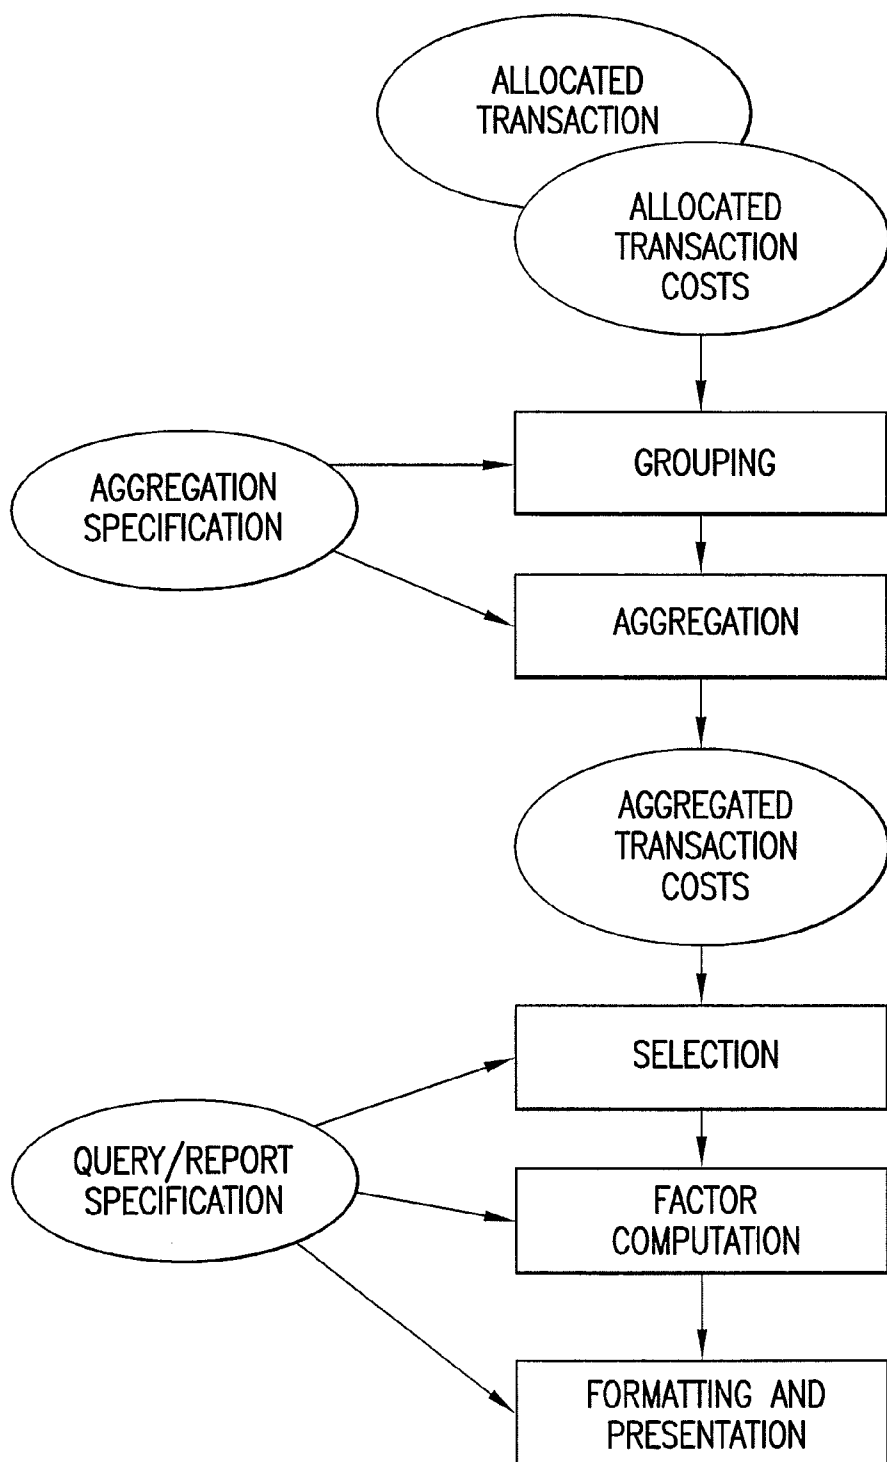 ALLOCATED
TRANSACTION
ALLOCATED
TRANSACTION
COSTS
GROUPING
AGGREGATION
SPECIFICATION
AGGREGATION
AGGREGATED
TRANSACTION
COSTS
SELECTION
QUERY/REPORT
SPECIFICATION
FACTOR
COMPUTATION
FORMATTING AND
PRESENTATION